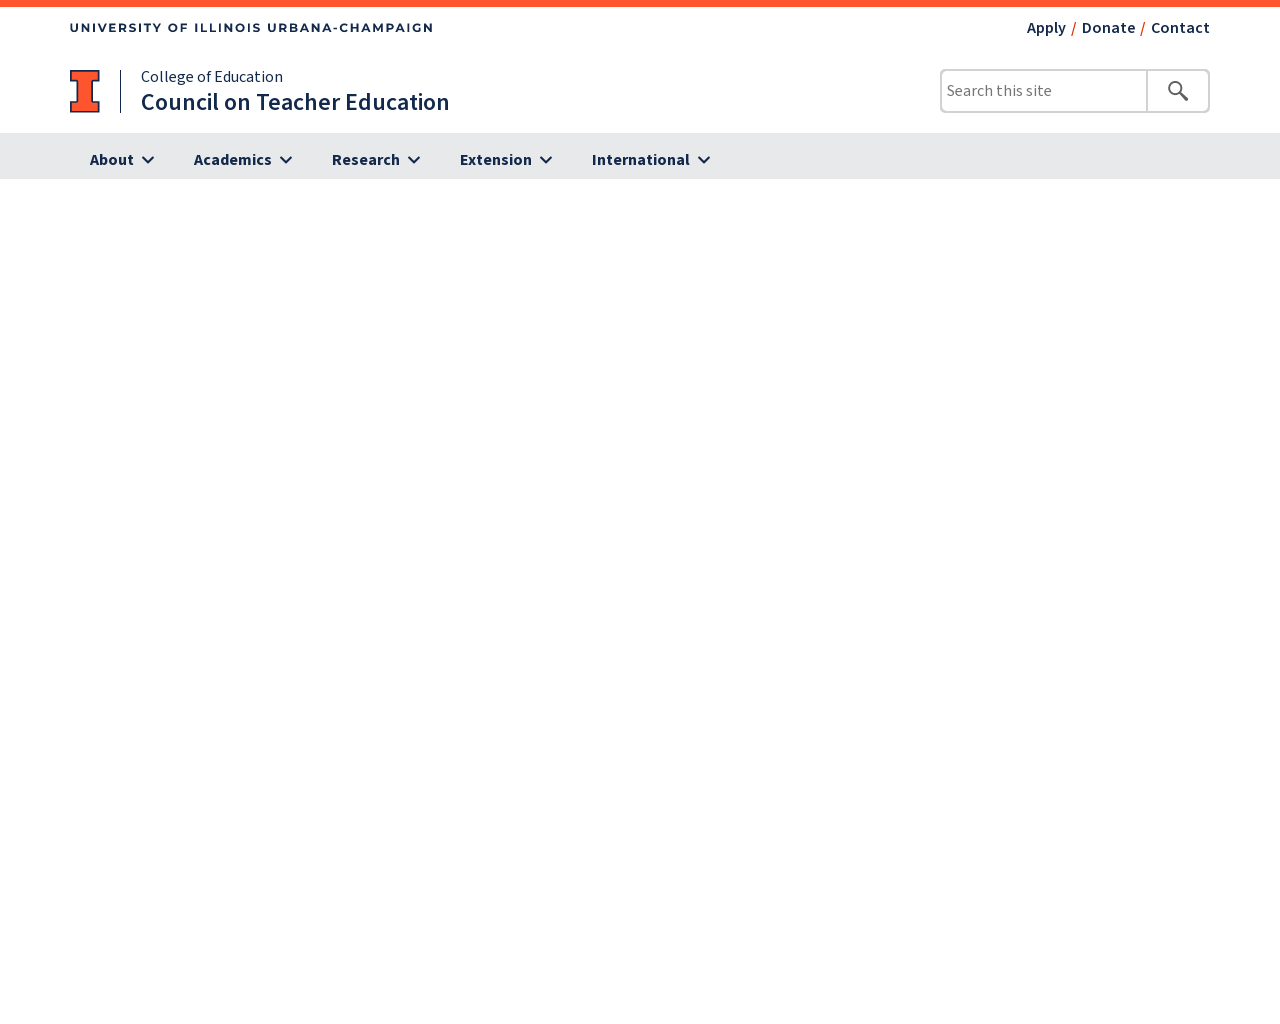 UNIVERSITY OF ILLINOIS URBANA-CHAMPAIGN
Apply / Donate / Contact
College of Education
Council on Teacher Education
Search this site
About Academics Research Extension International